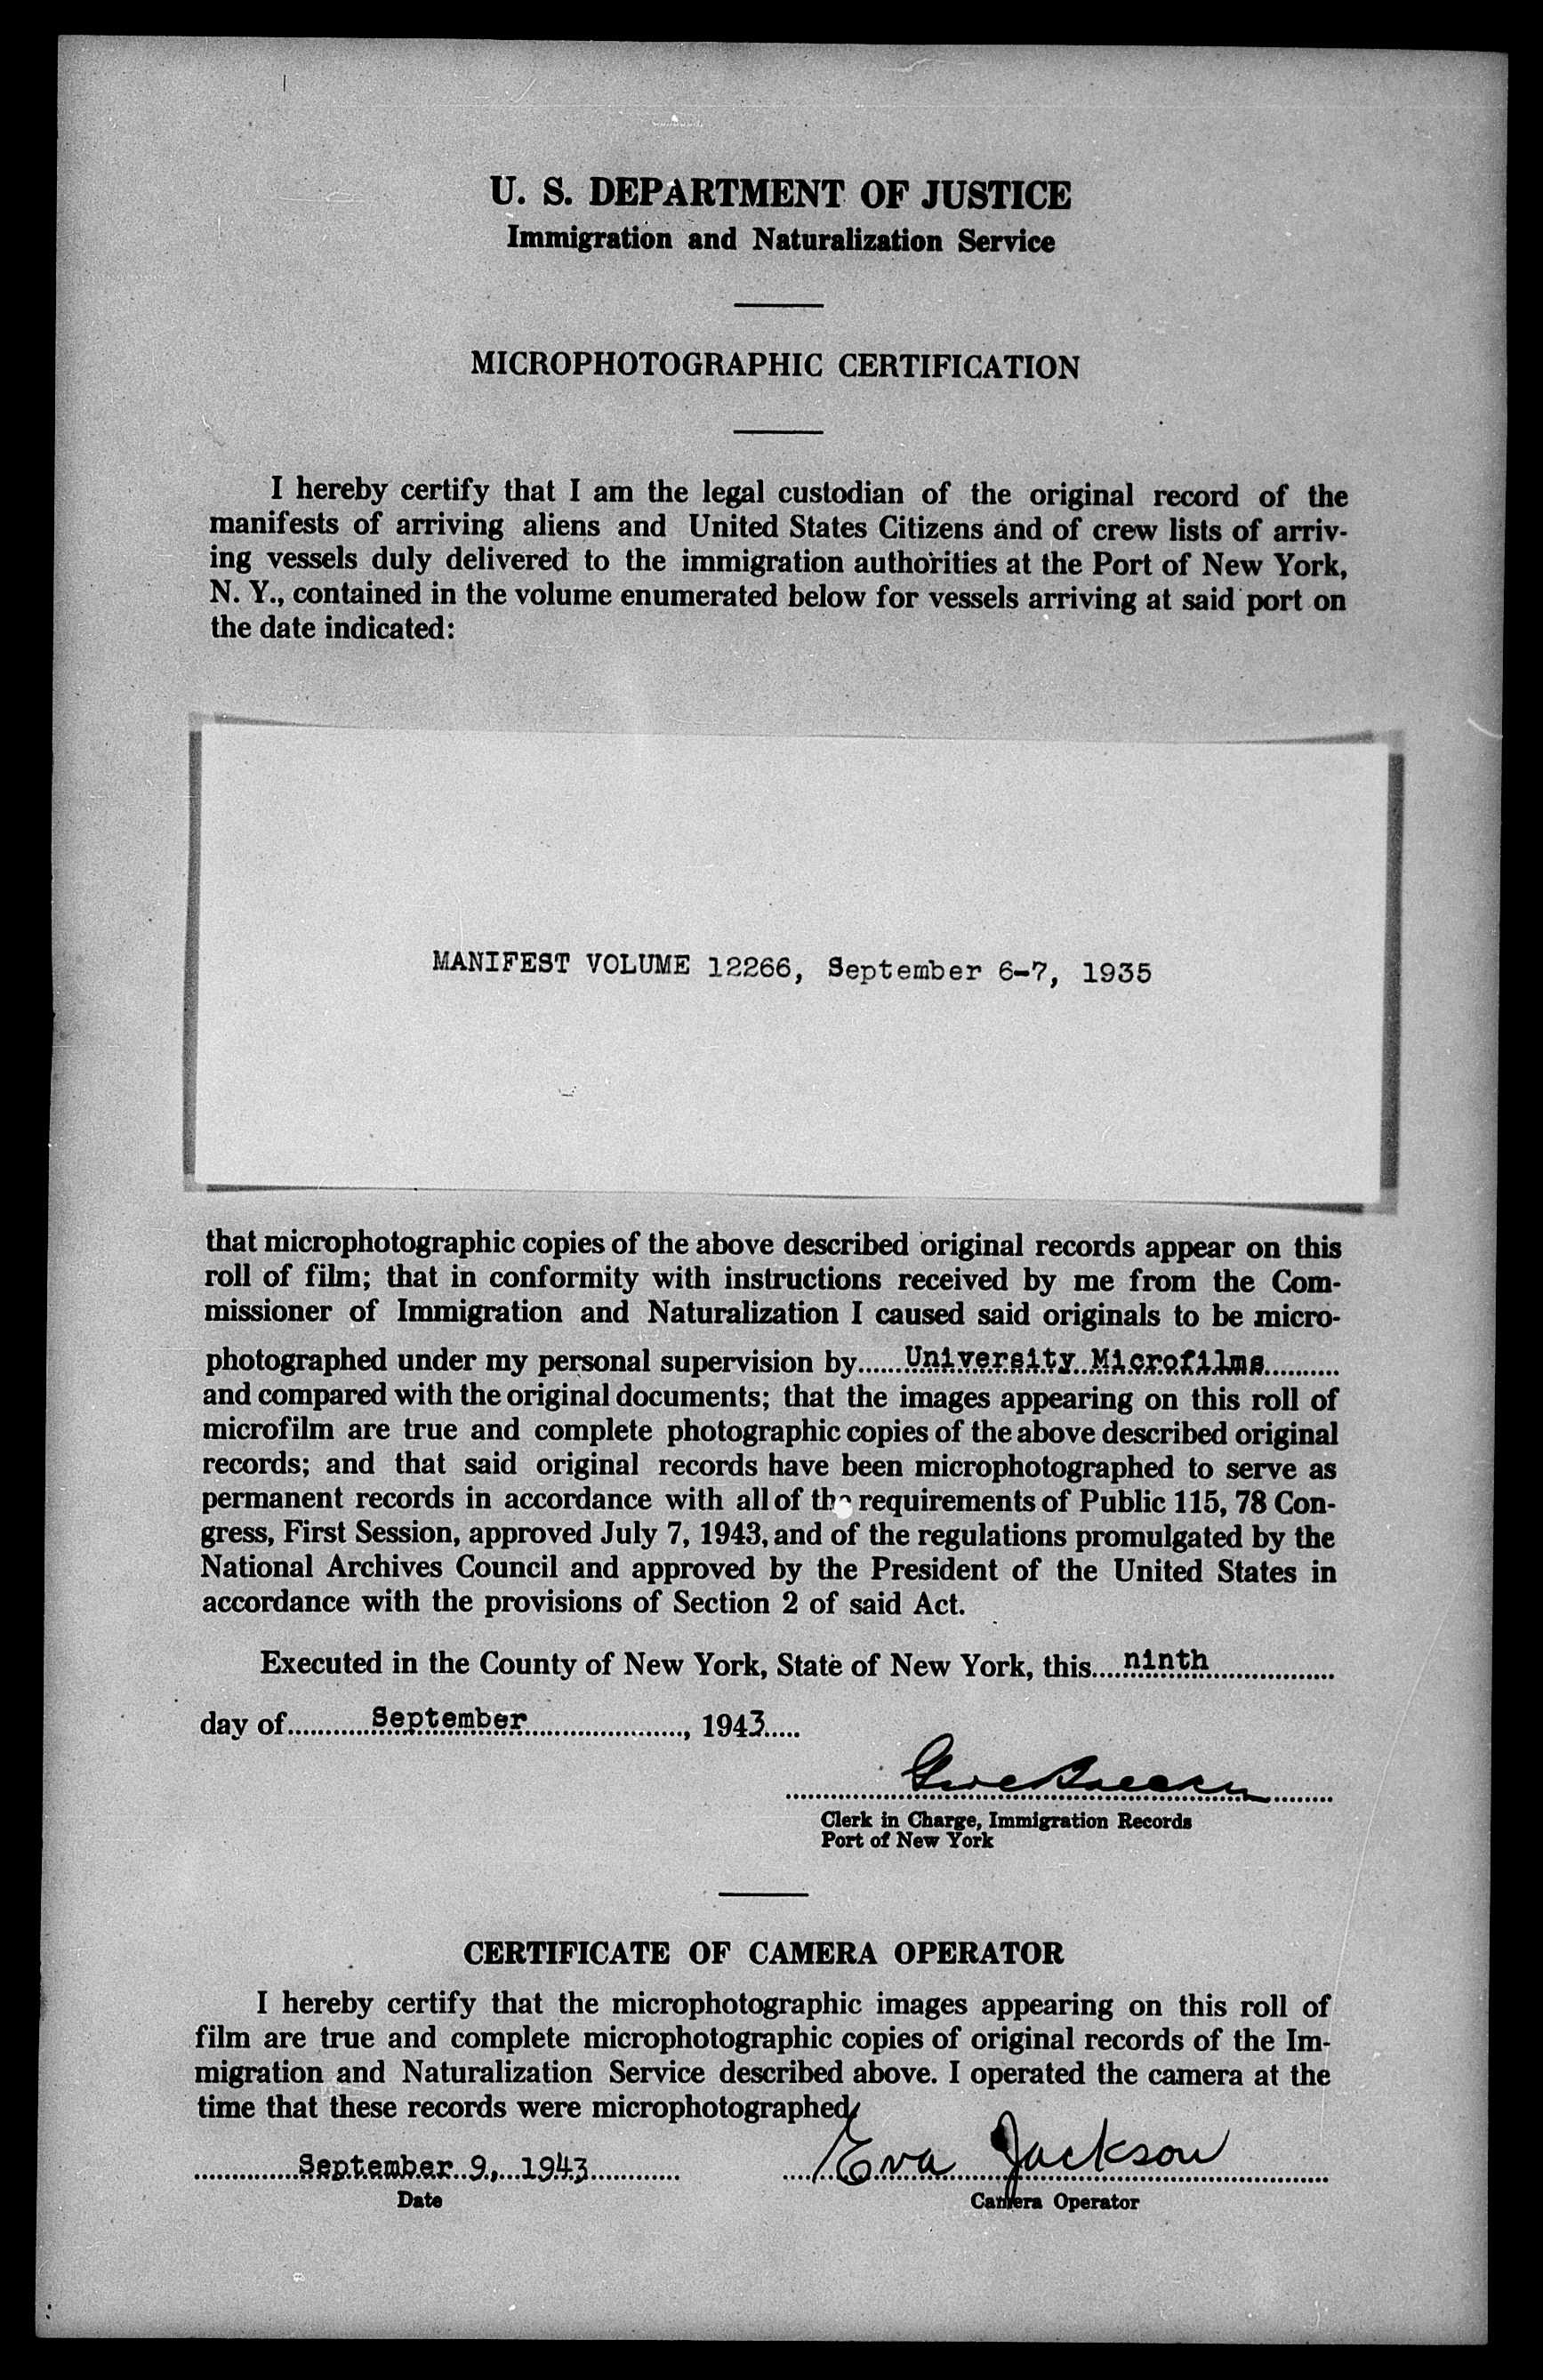 U. S. DEPARTMENT OF JUSTICE
Immigration and Naturalization Service
MICROPHOTOGRAPHIC CERTIFICATION
I hereby certify that I am the legal custodian of the original record of the
manifests of arriving aliens and United States Citizens and of crew lists of arriv-
ing vessels duly delivered to the immigration authorities at the Port of New York,
N. Y., contained in the volume enumerated below for vessels arriving at said port on
the date indicated:
MANIFEST VOLUME 12266, September 6-7, 1935
that microphotographic copies of the above described original records appear on this
roll of film; that in conformity with instructions received by me from the Com-
missioner of Immigration and Naturalization I caused said originals to be micro-
photographed under my personal supervision by......University Microfilms..........
and compared with the original documents; that the images appearing on this roll of
microfilm are true and complete photographic copies of the above described original
records; and that said original records have been microphotographed to serve as
permanent records in accordance with all of the requirements of Public 115, 78 Con-
gress, First Session, approved July 7, 1943, and of the regulations promulgated by the
National Archives Council and approved by the President of the United States in
accordance with the provisions of Section 2 of said Act.
Executed in the County of New York, State of New York, this....ninth................
day of...........September....................., 1943.....
Clerk in Charge, Immigration Records
Port of New York
CERTIFICATE OF CAMERA OPERATOR
I hereby certify that the microphotographic images appearing on this roll of
film are true and complete microphotographic copies of original records of the Im-
migration and Naturalization Service described above. I operated the camera at the
time that these records were microphotographed.
September 9, 1943 Eva Jackson
Date Camera Operator